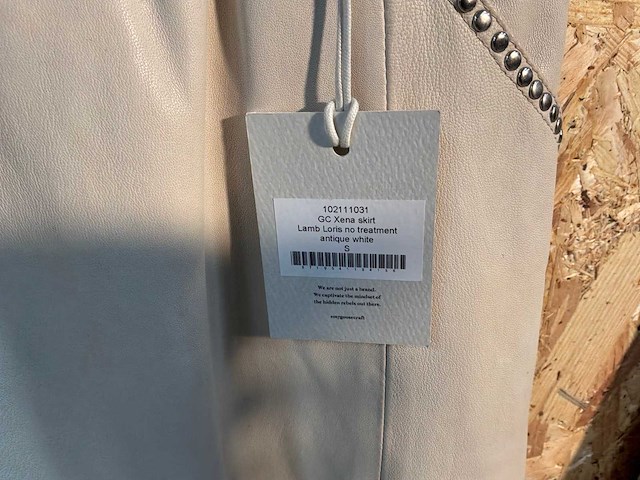 102111031
GC Xena skirt
Lamb Loris no treatment
antique white
S
We are not just a brand.
We captivate the mindset of
the hidden rebels out there.